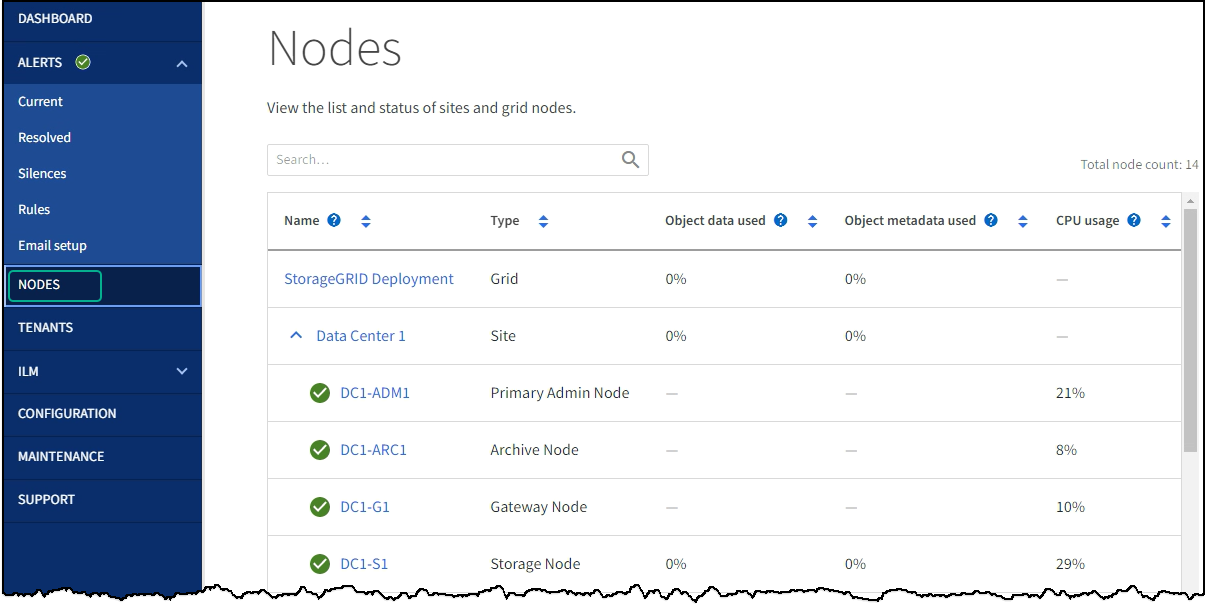 DASHBOARD
ALERTS
Current
Resolved
Silences
Rules
Email setup
NODES
TENANTS
ILM
CONFIGURATION
MAINTENANCE
SUPPORT
Nodes
View the list and status of sites and grid nodes.
Search...
Total node count: 14
Name ? Type Object data used ? Object metadata used ? CPU usage ?
StorageGRID Deployment Grid 0% 0% —
Data Center 1 Site 0% 0% —
DC1-ADM1 Primary Admin Node — — 21%
DC1-ARC1 Archive Node — — 8%
DC1-G1 Gateway Node — — 10%
DC1-S1 Storage Node 0% 0% 29%